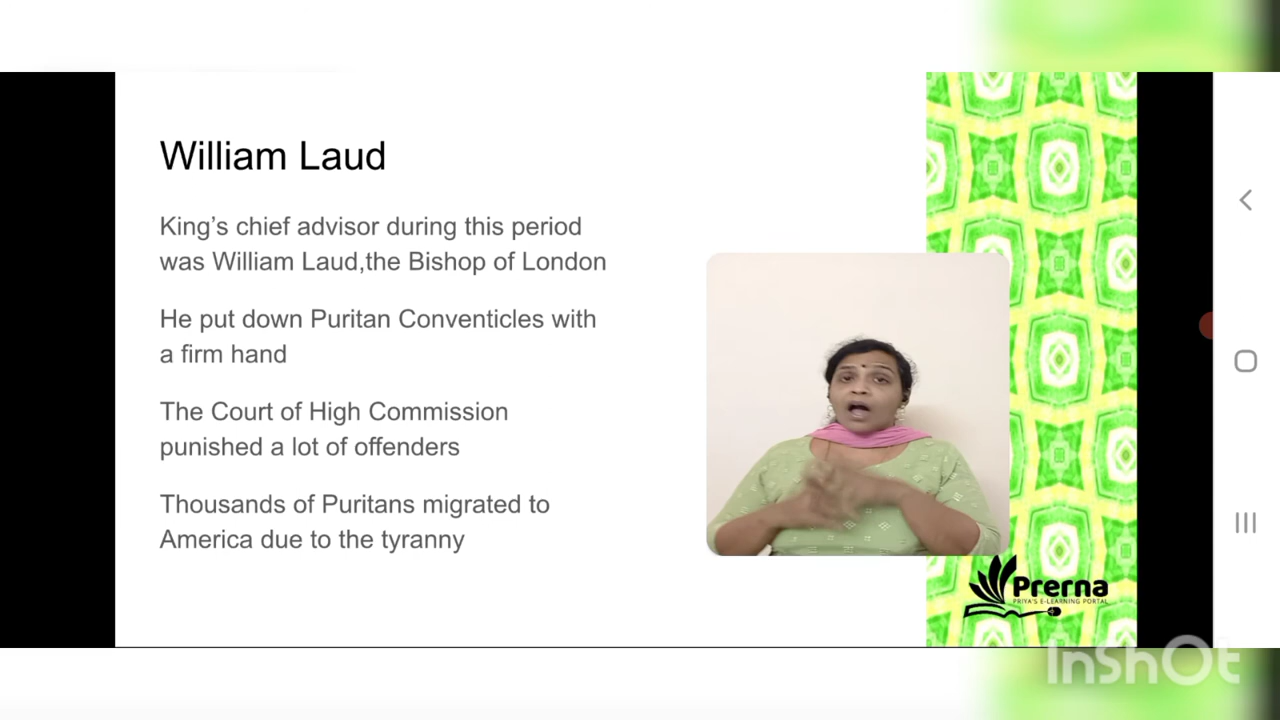 William Laud
King’s chief advisor during this period
was William Laud,the Bishop of London
He put down Puritan Conventicles with
a firm hand
The Court of High Commission
punished a lot of offenders
Thousands of Puritans migrated to
America due to the tyranny
Prerna
PRIYA'S E-LEARNING PORTAL
InShOt